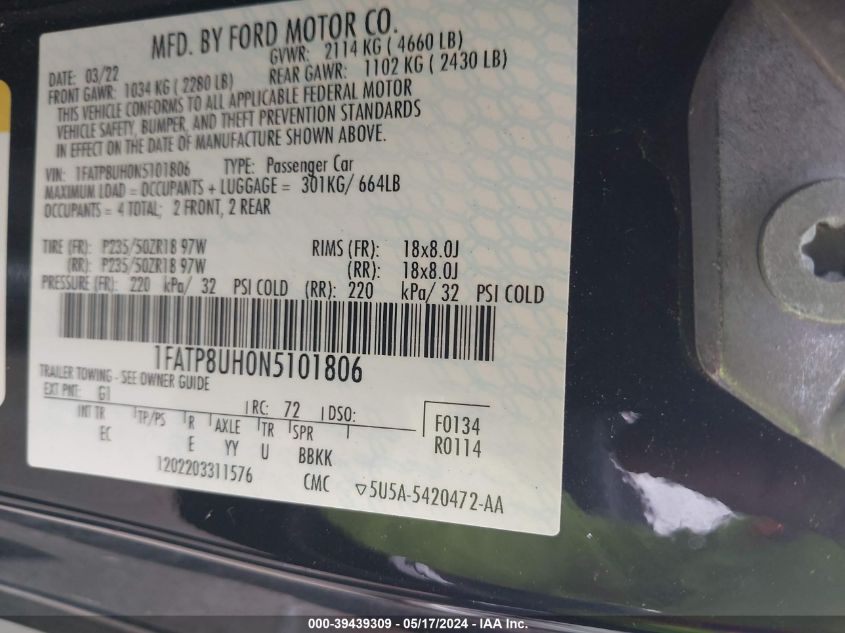 MFD. BY FORD MOTOR CO.
DATE: 03/22 GVWR: 2114 KG ( 4660 LB)
FRONT GAWR: 1034 KG ( 2280 LB) REAR GAWR: 1102 KG ( 2430 LB)
THIS VEHICLE CONFORMS TO ALL APPLICABLE FEDERAL MOTOR
VEHICLE SAFETY, BUMPER, AND THEFT PREVENTION STANDARDS
IN EFFECT ON THE DATE OF MANUFACTURE SHOWN ABOVE.
VIN: 1FATP8UH0N5101806 TYPE: Passenger Car
MAXIMUM LOAD = OCCUPANTS + LUGGAGE = 301KG/ 664LB
OCCUPANTS = 4 TOTAL; 2 FRONT, 2 REAR
TIRE (FR): P235/50ZR18 97W RIMS (FR): 18x8.0J
(RR): P235/50ZR18 97W (RR): 18x8.0J
PRESSURE (FR): 220 kPa/ 32 PSI COLD (RR): 220 kPa/ 32 PSI COLD
1FATP8UH0N5101806
TRAILER TOWING - SEE OWNER GUIDE
EXT PNT: G1 RC: 72 DSO: F0134
INT TR TP/PS R AXLE TR SPR R0114
EC E YY U BBKK
1202203311576 CMC ▽5U5A-5420472-AA
000-39439309 — 05/17/2024 — IAA Inc.